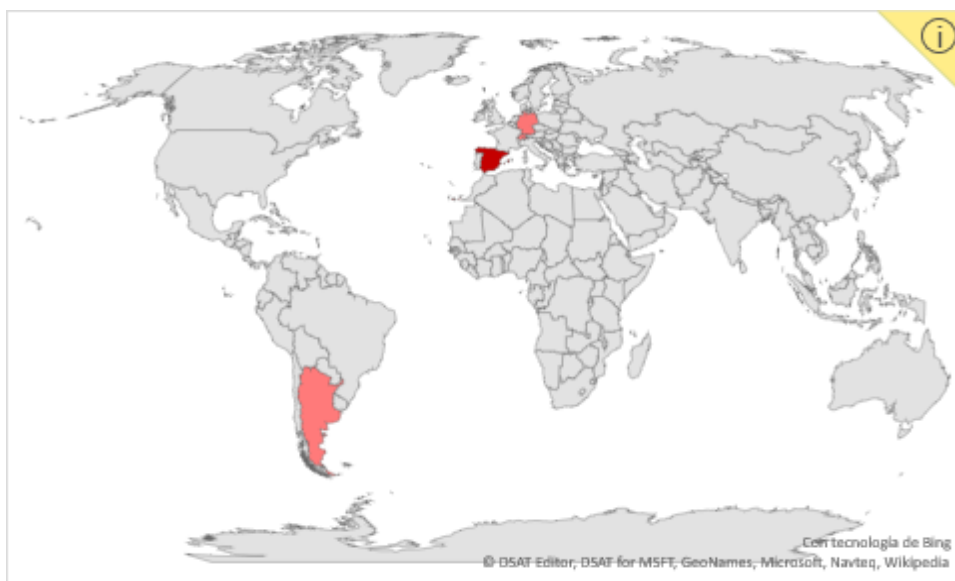 Con tecnología de Bing
© DSAT Editor, DSAT for MSFT, GeoNames, Microsoft, Navteq, Wikipedia